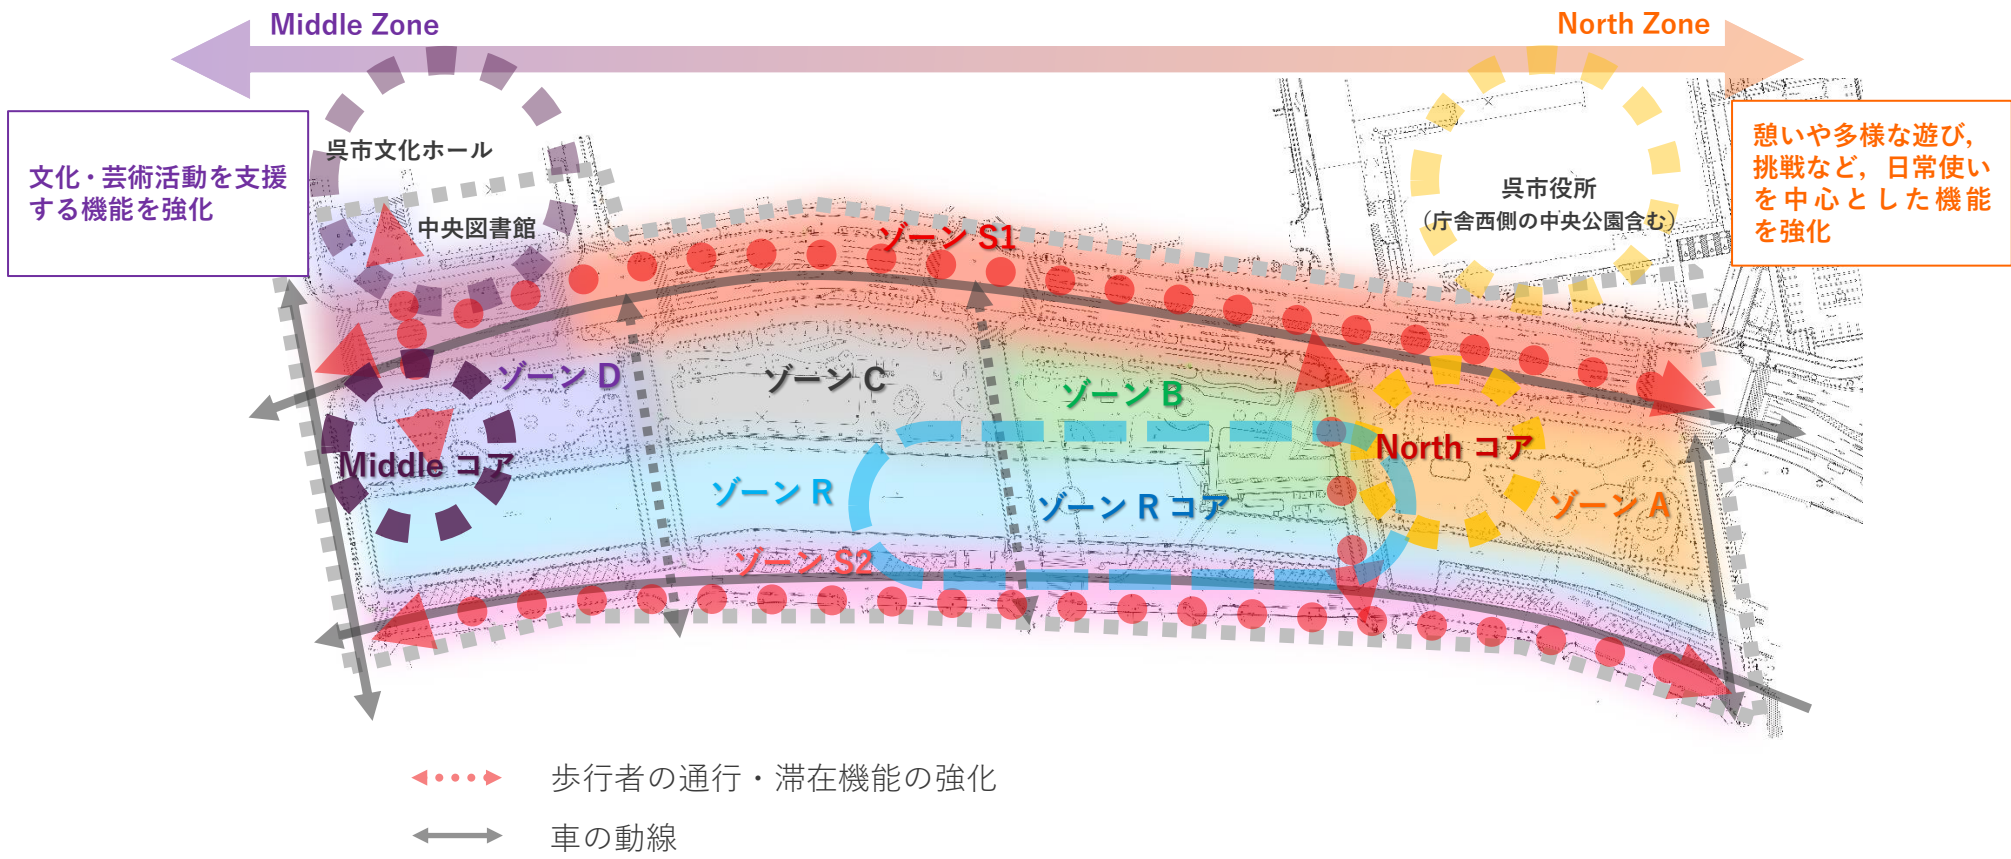 Middle Zone
North Zone
文化・芸術活動を支援
する機能を強化
呉市文化ホール
中央図書館
呉市役所
（庁舎西側の中央公園含む）
憩いや多様な遊び，
挑戦など，日常使い
を中心とした機能
を強化
ゾーン S1
ゾーン D
ゾーン C
ゾーン B
North コア
Middle コア
ゾーン R
ゾーン R コア
ゾーン A
ゾーン S2
歩行者の通行・滞在機能の強化
車の動線